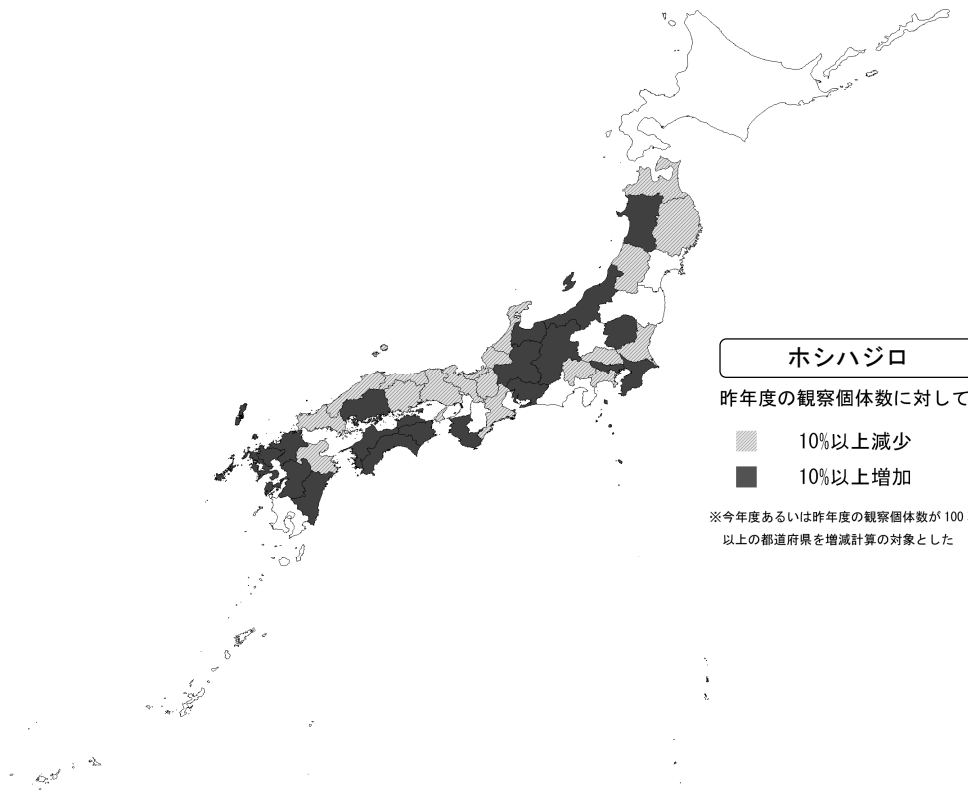 ホシハジロ
昨年度の観察個体数に対して
10%以上減少
10%以上増加
※今年度あるいは昨年度の観察個体数が 100
以上の都道府県を増減計算の対象とした